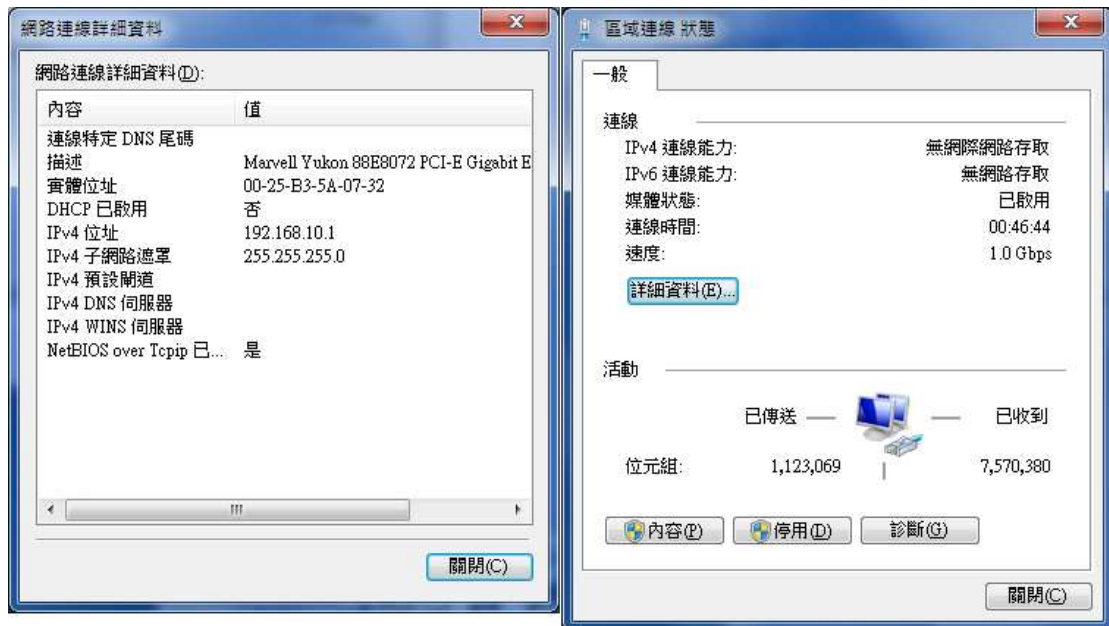 網路連線詳細資料
網路連線詳細資料(D):
內容 值
連線特定 DNS 尾碼
描述 Marvell Yukon 88E8072 PCI-E Gigabit E
實體位址 00-25-B3-5A-07-32
DHCP 已啟用 否
IPv4 位址 192.168.10.1
IPv4 子網路遮罩 255.255.255.0
IPv4 預設閘道
IPv4 DNS 伺服器
IPv4 WINS 伺服器
NetBIOS over Tcpip 已... 是
關閉(C)
區域連線 狀態
一般
連線
IPv4 連線能力: 無網際網路存取
IPv6 連線能力: 無網路存取
媒體狀態: 已啟用
連線時間: 00:46:44
速度: 1.0 Gbps
詳細資料(E)...
活動
已傳送 已收到
位元組: 1,123,069 7,570,380
內容(P) 停用(D) 診斷(G)
關閉(C)